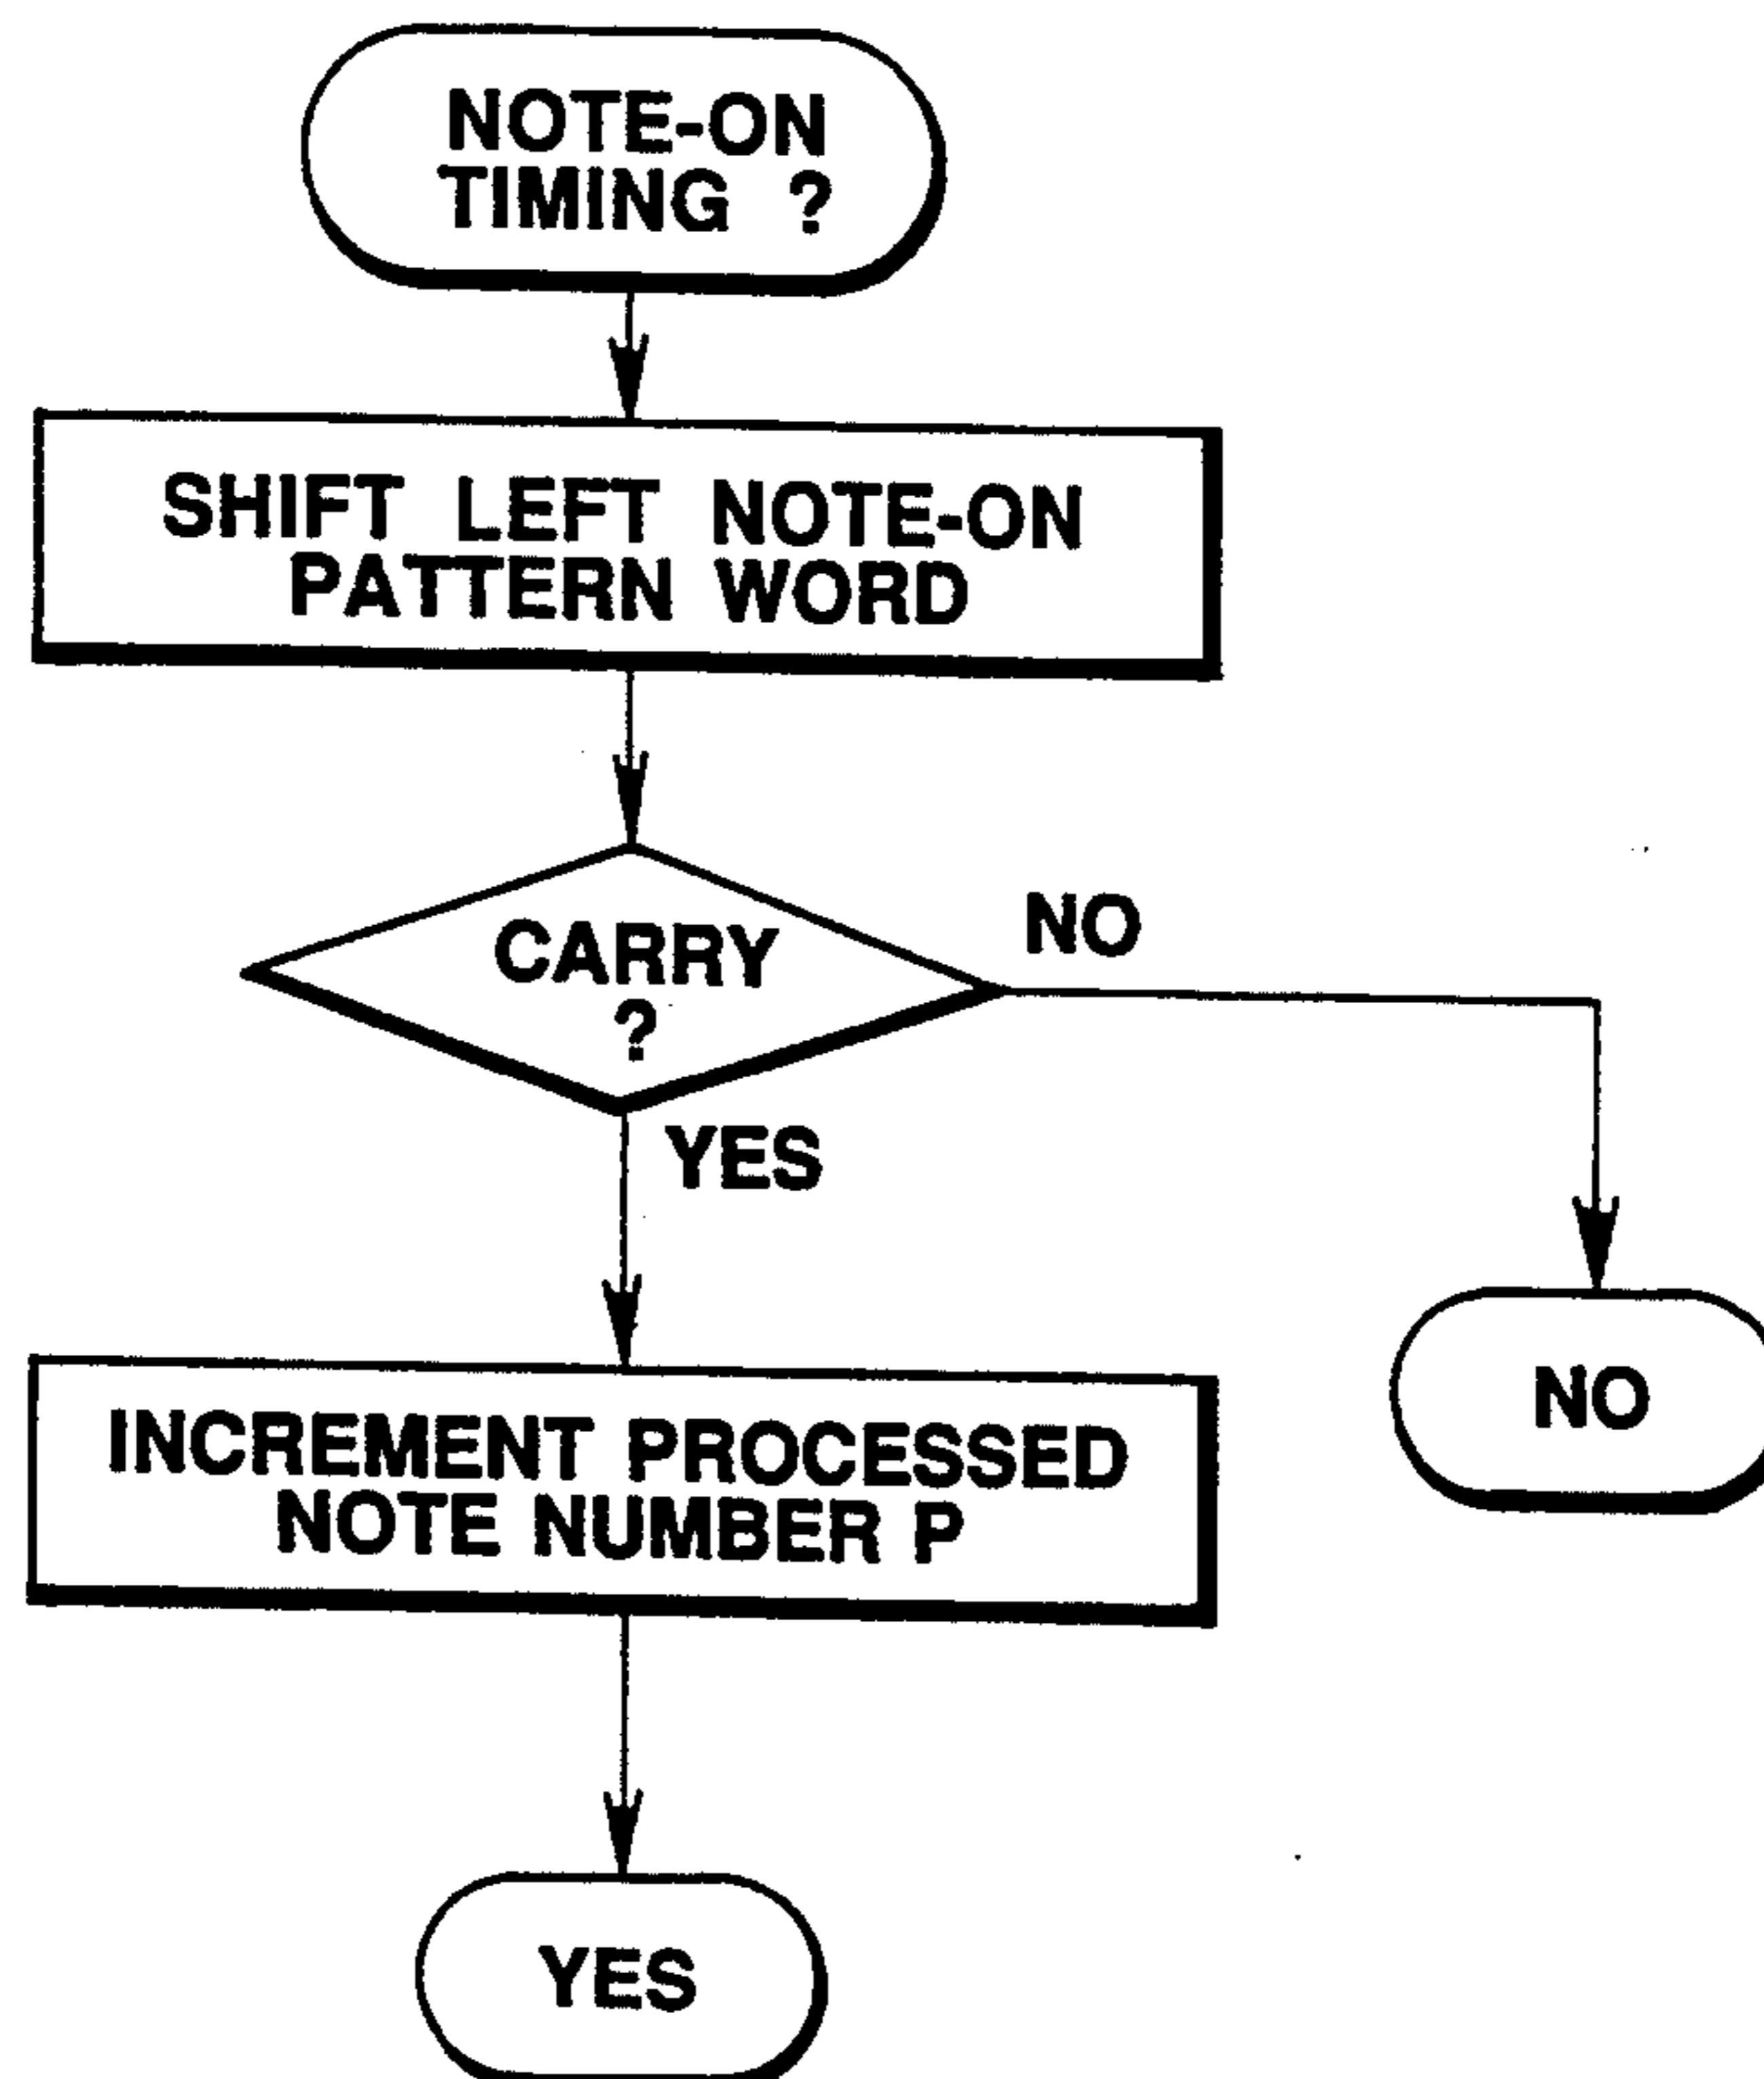 NOTE-ON
TIMING ?
SHIFT LEFT NOTE-ON
PATTERN WORD
CARRY
?
NO
YES
INCREMENT PROCESSED
NOTE NUMBER P
NO
YES